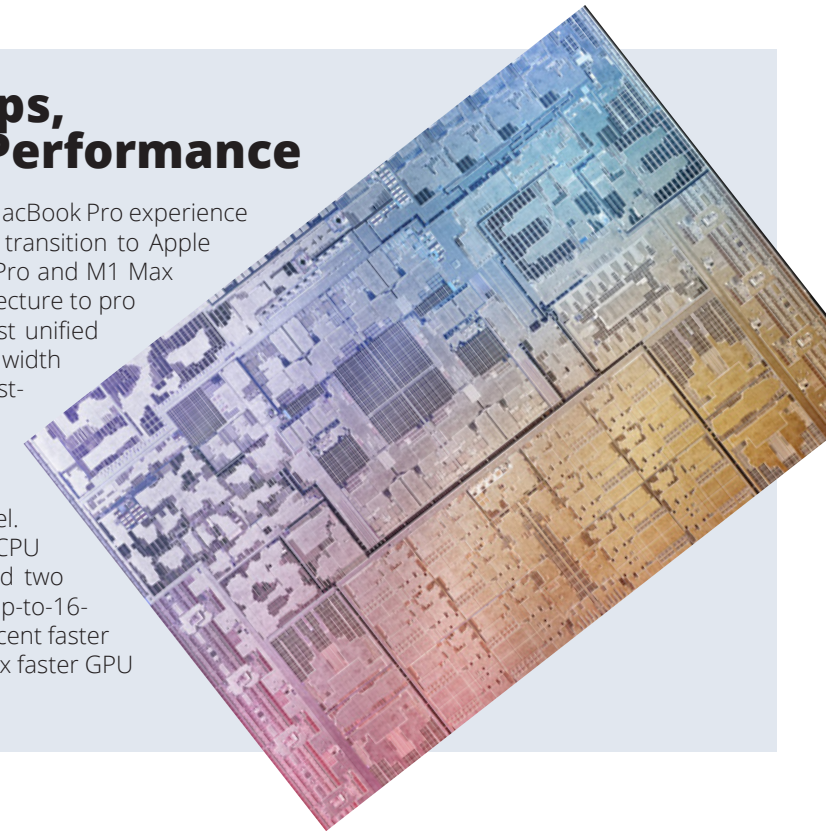 ps,
Performance
acBook Pro experience
transition to Apple
Pro and M1 Max
ecture to pro
st unified
width
st-
el.
CPU
d two
p-to-16-
cent faster
x faster GPU